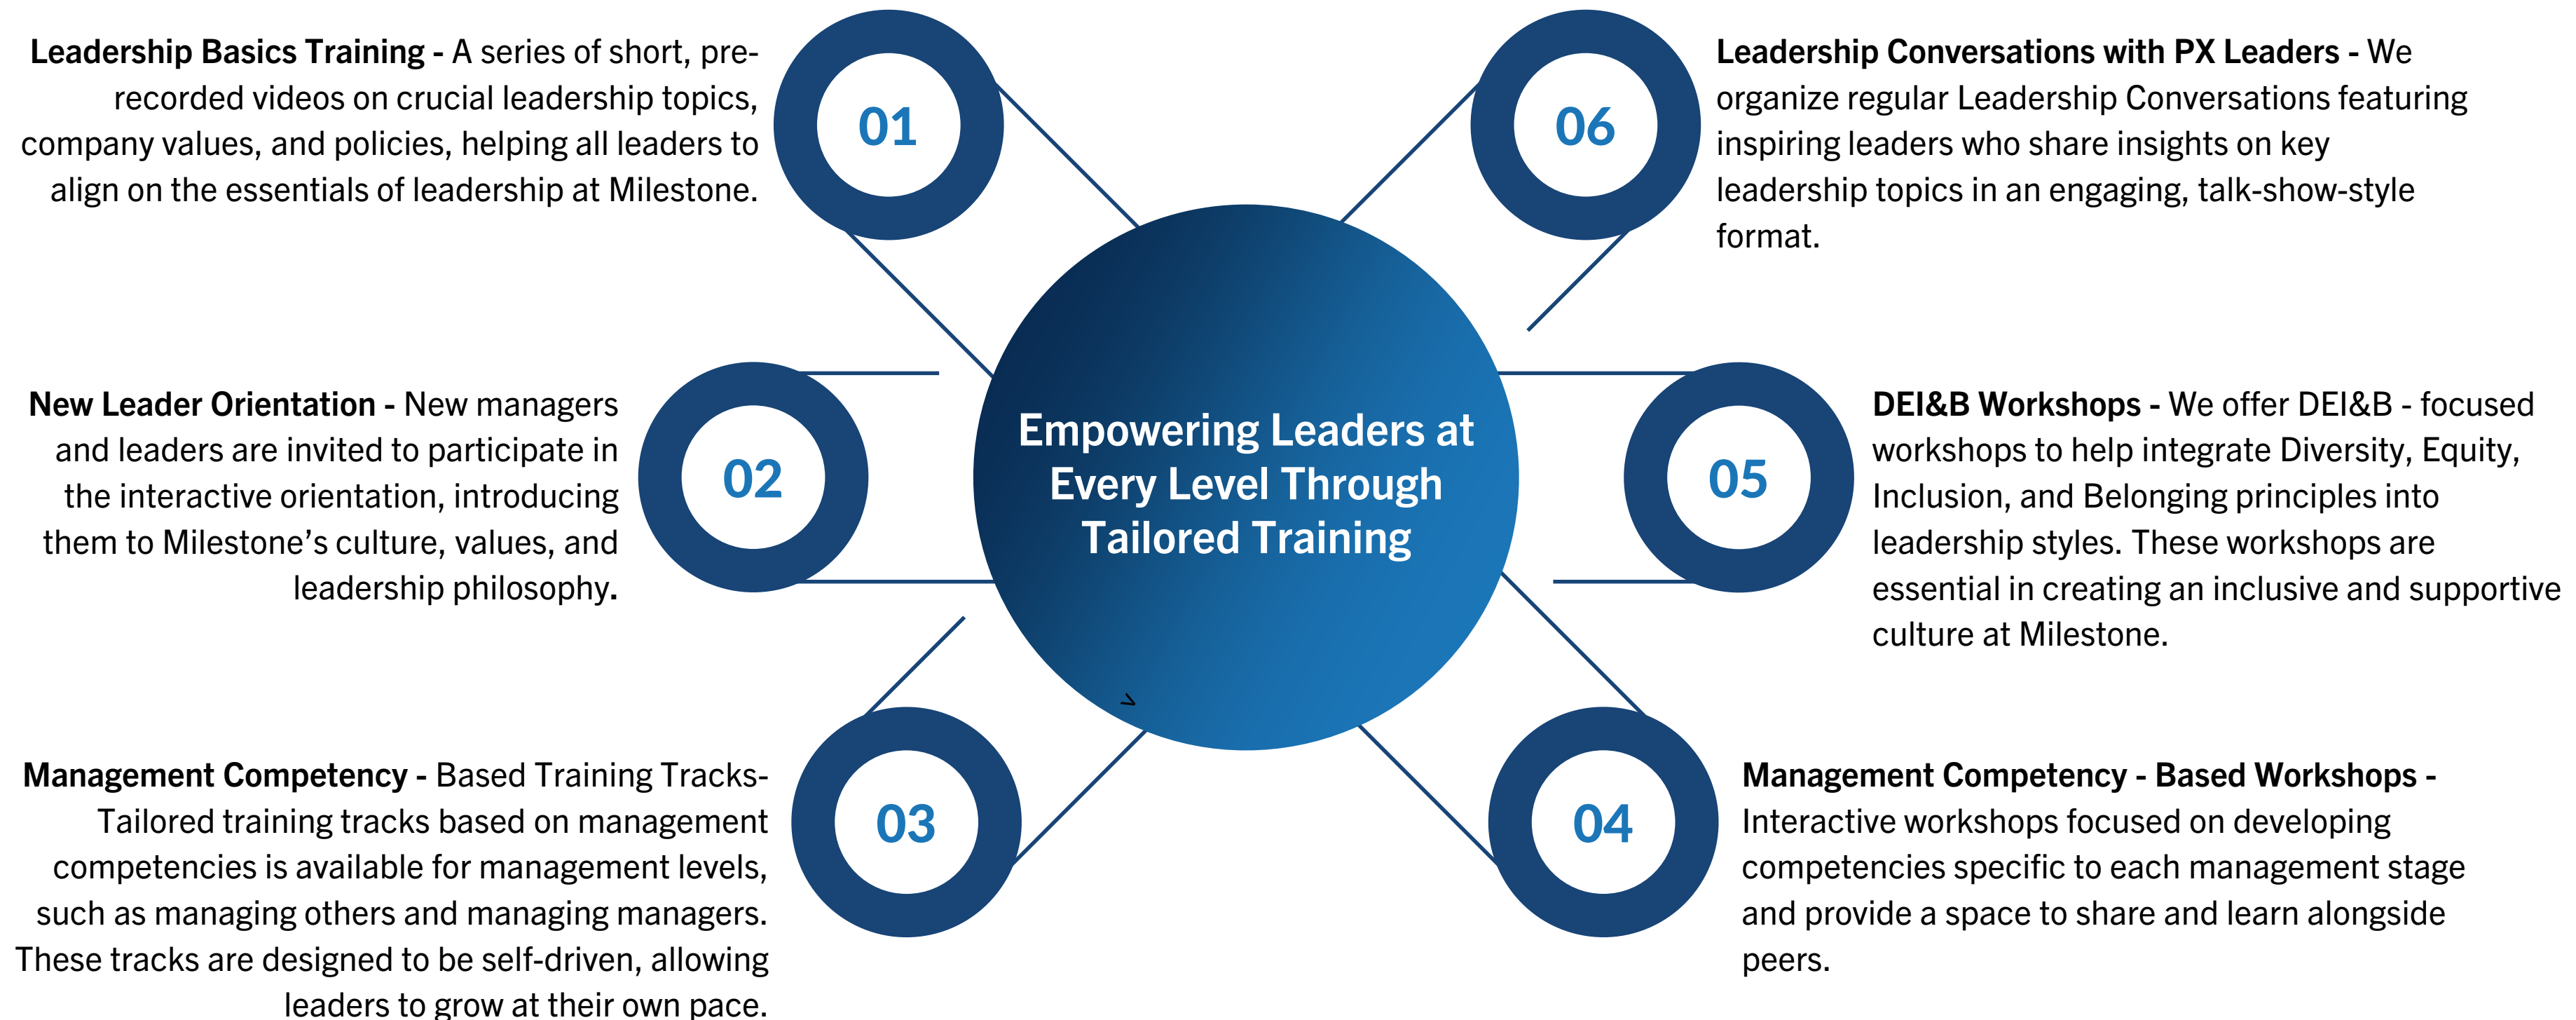 Leadership Basics Training - A series of short, pre-
recorded videos on crucial leadership topics,
company values, and policies, helping all leaders to
align on the essentials of leadership at Milestone.
01
New Leader Orientation - New managers
and leaders are invited to participate in
the interactive orientation, introducing
them to Milestone’s culture, values, and
leadership philosophy.
02
Management Competency - Based Training Tracks-
Tailored training tracks based on management
competencies is available for management levels,
such as managing others and managing managers.
These tracks are designed to be self-driven, allowing
leaders to grow at their own pace.
03
Empowering Leaders at
Every Level Through
Tailored Training
04
Management Competency - Based Workshops -
Interactive workshops focused on developing
competencies specific to each management stage
and provide a space to share and learn alongside
peers.
05
DEI&B Workshops - We offer DEI&B - focused
workshops to help integrate Diversity, Equity,
Inclusion, and Belonging principles into
leadership styles. These workshops are
essential in creating an inclusive and supportive
culture at Milestone.
06
Leadership Conversations with PX Leaders - We
organize regular Leadership Conversations featuring
inspiring leaders who share insights on key
leadership topics in an engaging, talk-show-style
format.